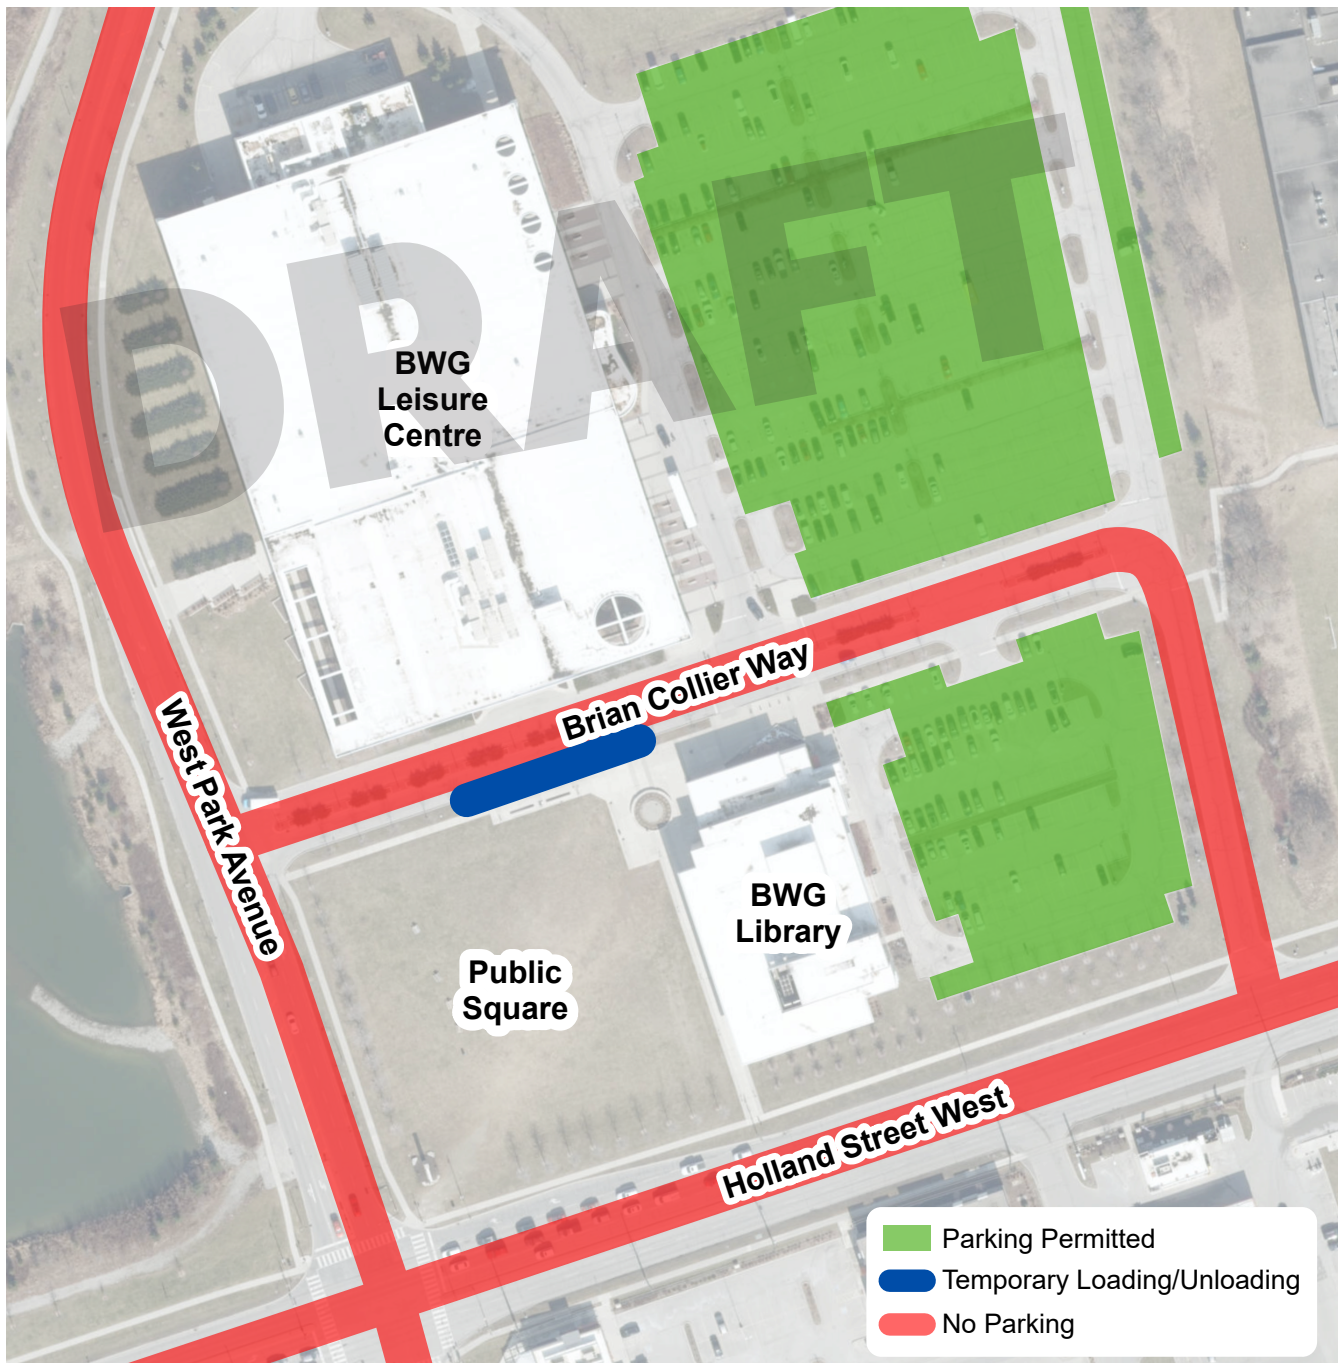 DRAFT
BWG
Leisure
Centre
Brian Collier Way
West Park Avenue
BWG
Library
Public
Square
Holland Street West
Parking Permitted
Temporary Loading/Unloading
No Parking